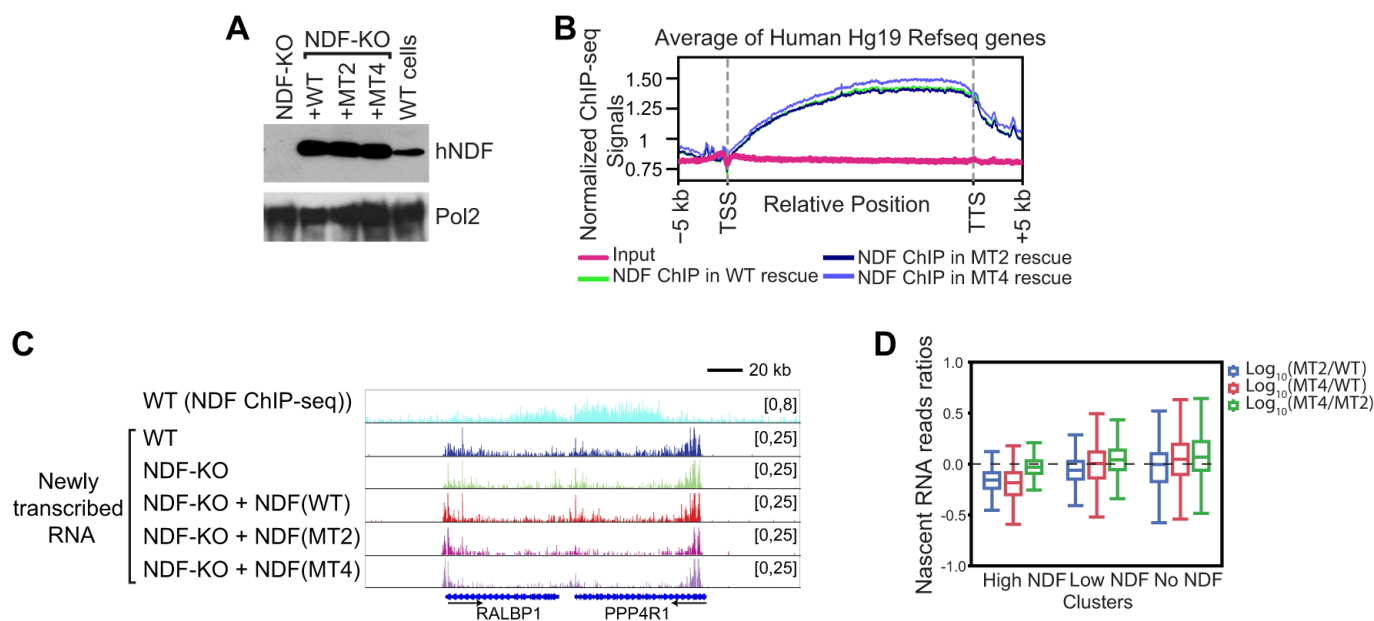 A
NDF-KO
NDF-KO
+WT
+MT2
+MT4
WT cells
hNDF
Pol2
B
Average of Human Hg19 Refseq genes
Normalized ChIP-seq
Signals
1.50
1.25
1
0.75
−5 kb
TSS
Relative Position
TTS
+5 kb
Input
NDF ChIP in WT rescue
NDF ChIP in MT2 rescue
NDF ChIP in MT4 rescue
C
20 kb
WT (NDF ChIP-seq))
[0,8]
Newly
transcribed
RNA
WT
[0,25]
NDF-KO
[0,25]
NDF-KO + NDF(WT)
[0,25]
NDF-KO + NDF(MT2)
[0,25]
NDF-KO + NDF(MT4)
[0,25]
RALBP1
PPP4R1
D
Nascent RNA reads ratios
1.0
0.5
0.0
-0.5
-1.0
High NDF
Low NDF
No NDF
Clusters
Log₁₀(MT2/WT)
Log₁₀(MT4/WT)
Log₁₀(MT4/MT2)